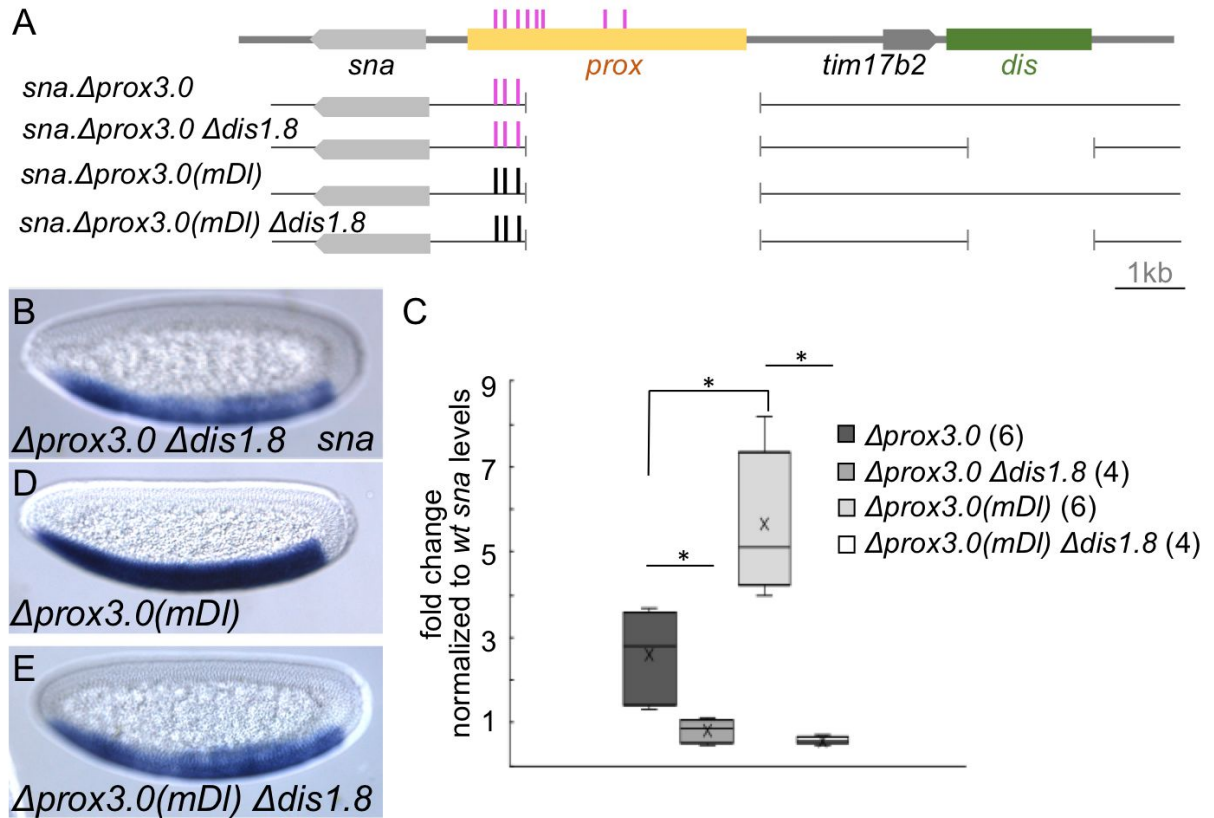 A
sna
prox
tim17b2
dis
sna.Δprox3.0
sna.Δprox3.0 Δdis1.8
sna.Δprox3.0(mDl)
sna.Δprox3.0(mDl) Δdis1.8
1kb
B
Δprox3.0 Δdis1.8 sna
D
Δprox3.0(mDl)
E
Δprox3.0(mDl) Δdis1.8
C
fold change
normalized to wt sna levels
9
7
5
3
1
*
*
*
*
x
x
x
x
Δprox3.0 (6)
Δprox3.0 Δdis1.8 (4)
Δprox3.0(mDl) (6)
Δprox3.0(mDl) Δdis1.8 (4)